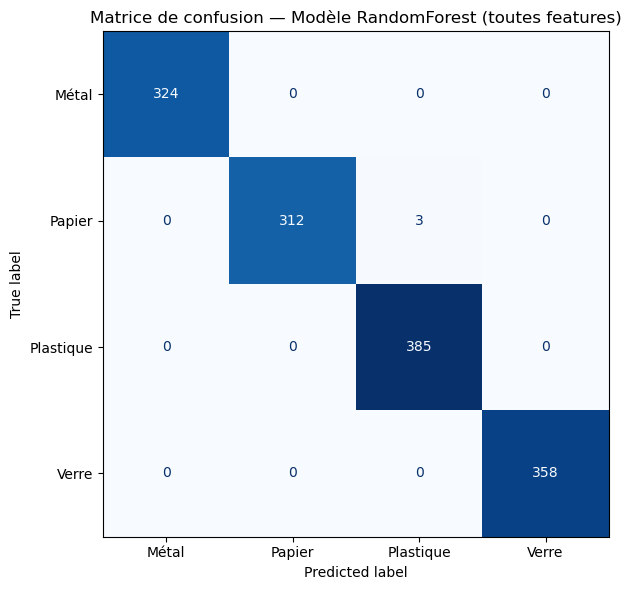 Matrice de confusion — Modèle RandomForest (toutes features)
True label
Métal 324 0 0 0
Papier 0 312 3 0
Plastique 0 0 385 0
Verre 0 0 0 358
Métal Papier Plastique Verre
Predicted label